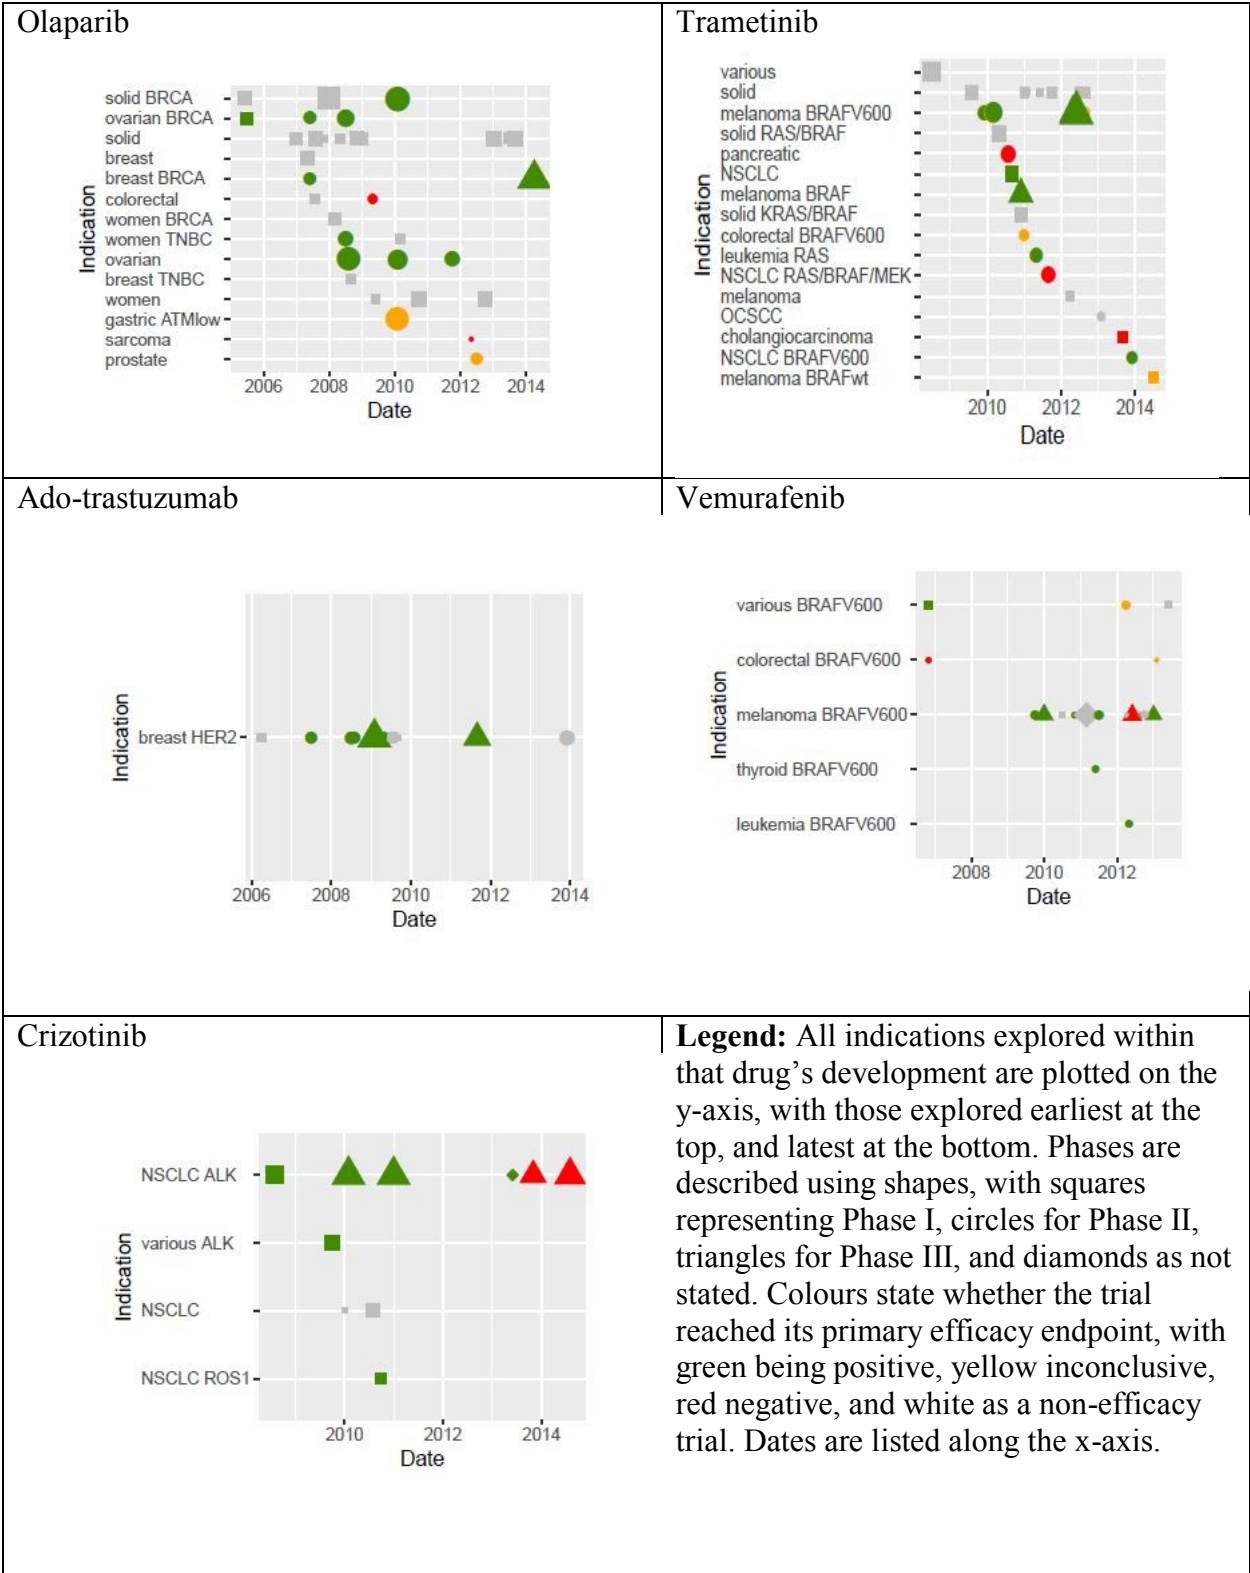 Olaparib
solid BRCA
ovarian BRCA
solid
breast
breast BRCA
colorectal
women BRCA
women TNBC
ovarian
breast TNBC
women
gastric ATMlow
sarcoma
prostate
Indication
2006 2008 2010 2012 2014
Date
Trametinib
various
solid
melanoma BRAFV600
solid RAS/BRAF
pancreatic
NSCLC
melanoma BRAF
solid KRAS/BRAF
colorectal BRAFV600
leukemia RAS
NSCLC RAS/BRAF/MEK
melanoma
OCSCC
cholangiocarcinoma
NSCLC BRAFV600
melanoma BRAFwt
Indication
2010 2012 2014
Date
Ado-trastuzumab
breast HER2
Indication
2006 2008 2010 2012 2014
Date
Vemurafenib
various BRAFV600
colorectal BRAFV600
melanoma BRAFV600
thyroid BRAFV600
leukemia BRAFV600
Indication
2008 2010 2012
Date
Crizotinib
NSCLC ALK
various ALK
NSCLC
NSCLC ROS1
Indication
2010 2012 2014
Date
Legend: All indications explored within
that drug's development are plotted on the
y-axis, with those explored earliest at the
top, and latest at the bottom. Phases are
described using shapes, with squares
representing Phase I, circles for Phase II,
triangles for Phase III, and diamonds as not
stated. Colours state whether the trial
reached its primary efficacy endpoint, with
green being positive, yellow inconclusive,
red negative, and white as a non-efficacy
trial. Dates are listed along the x-axis.